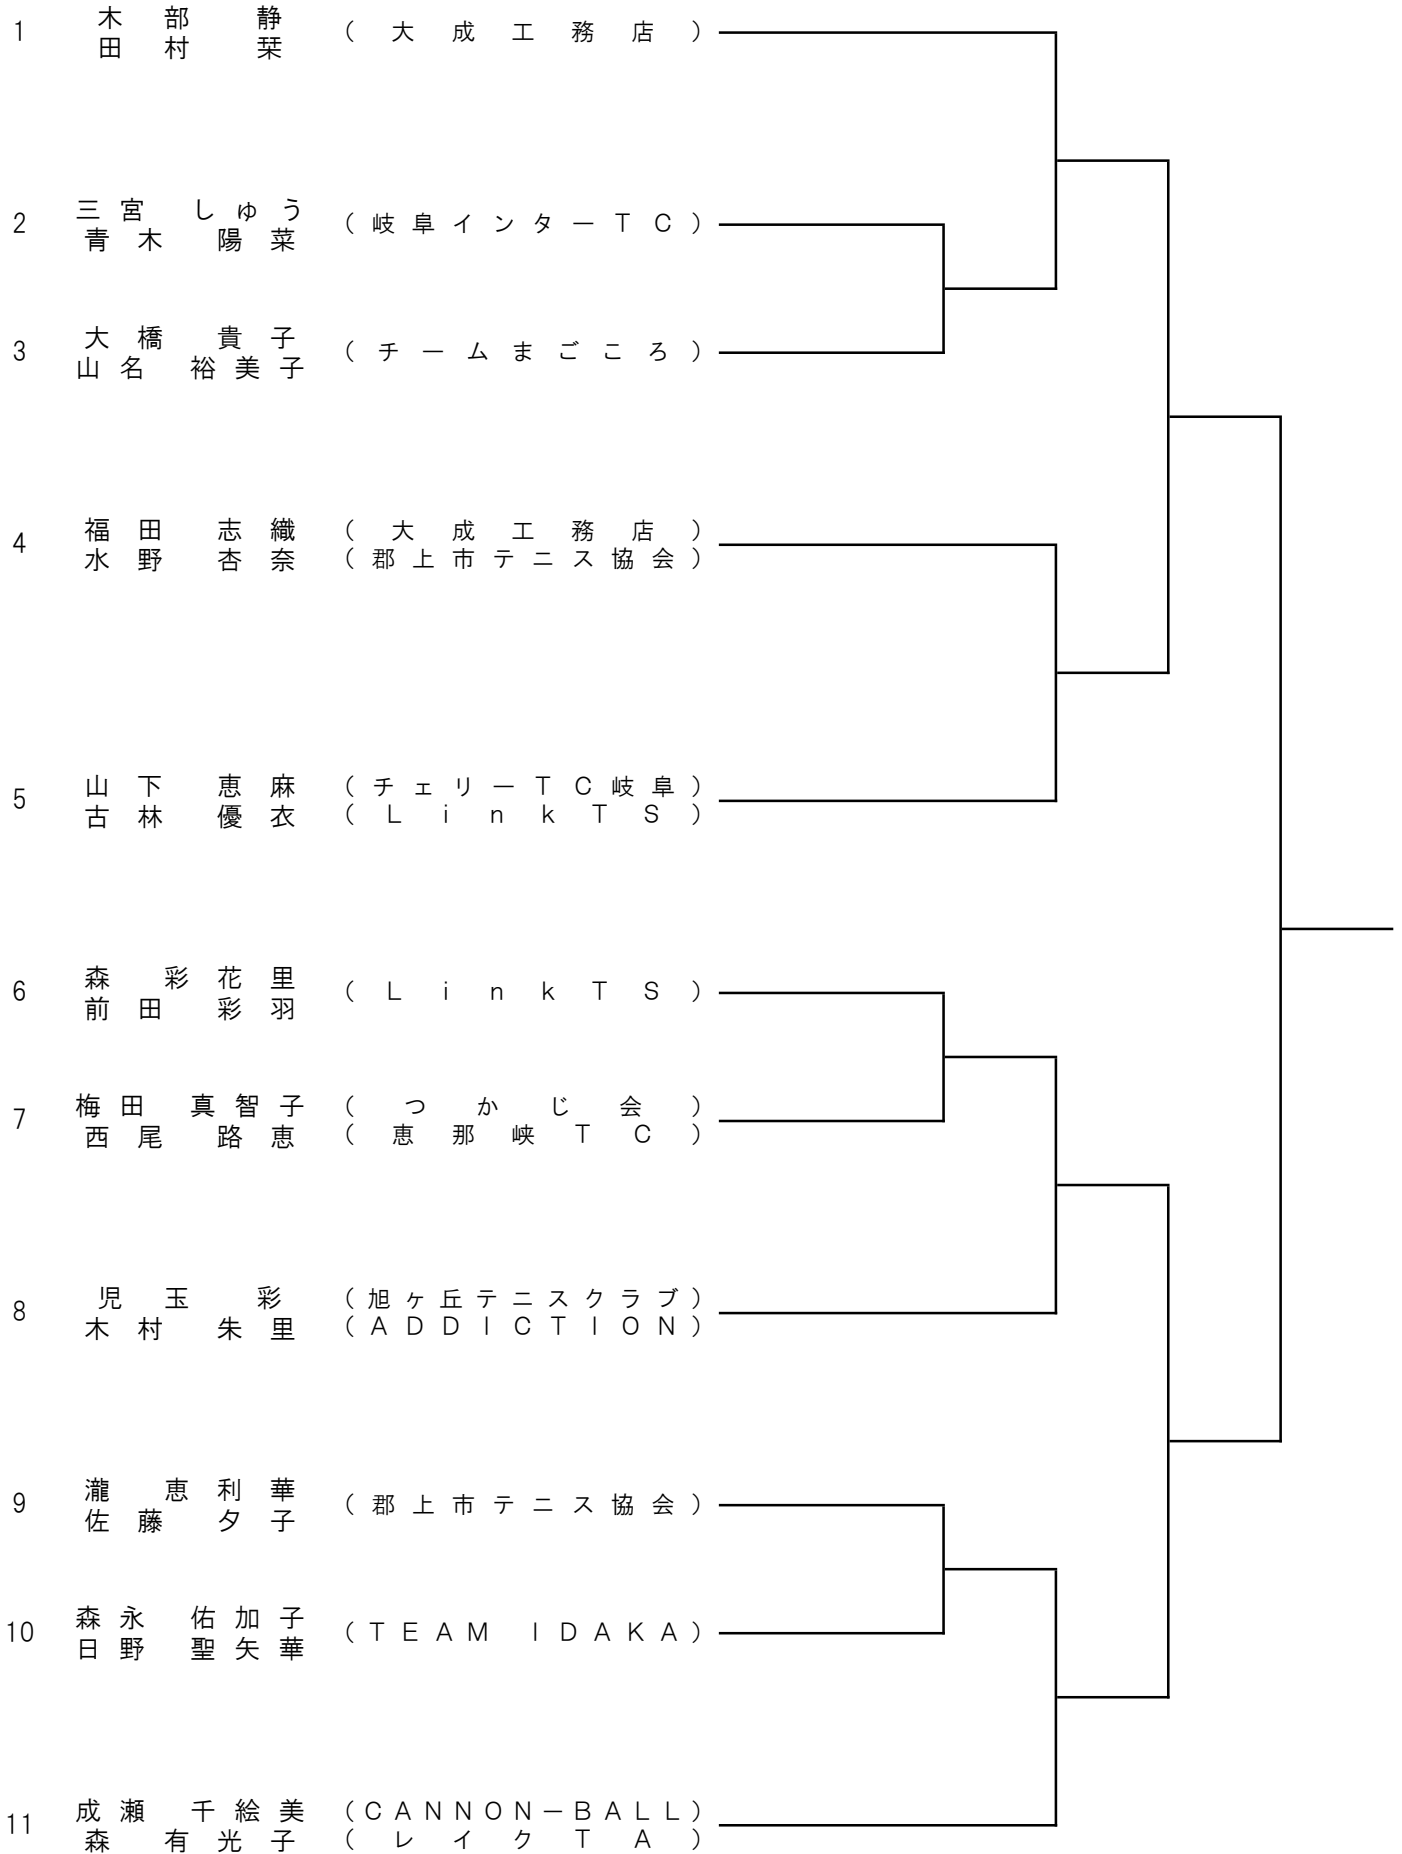 1 木部 静 (大成工務店)
田村 栞
2 三宮 しゅう (岐阜インターTC)
青木 陽菜
3 大橋 貴子 (チームまごころ)
山名 裕美子
4 福田 志織 (大成工務店)
水野 杏奈 (郡上市テニス協会)
5 山下 恵麻 (チェリーTC岐阜)
古林 優衣 (LinkTS)
6 森 彩花里 (LinkTS)
前田 彩羽
7 梅田 真智子 (つかじ会)
西尾 路恵 (恵那峡TC)
8 児玉 彩 (旭ヶ丘テニスクラブ)
木村 朱里 (ADDICTION)
9 瀧 恵利華 (郡上市テニス協会)
佐藤 夕子
10 森永 佑加子 (TEAM IDAKA)
日野 聖矢華
11 成瀬 千絵美 (CANNON-BALL)
森 有光子 (レイクTA)